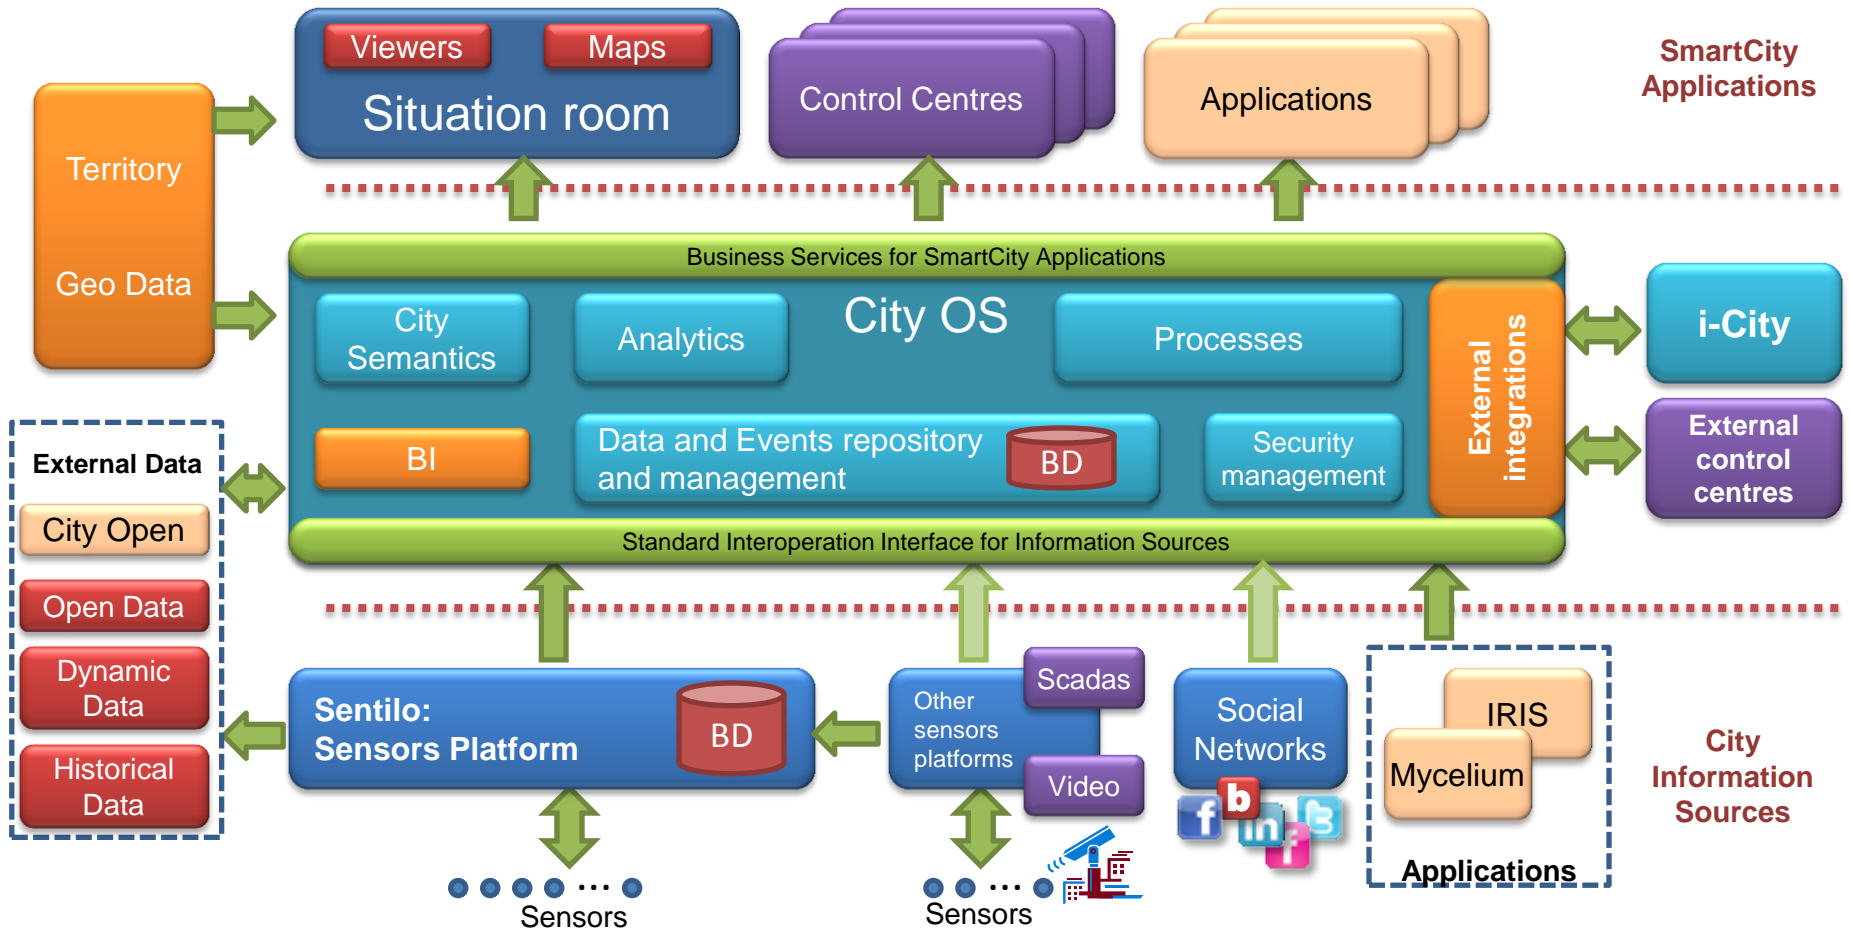 Viewers
Maps
Situation room
Control Centres
Applications
SmartCity
Applications
Territory
Geo Data
Business Services for SmartCity Applications
City OS
City
Semantics
Analytics
Processes
External
integrations
i-City
BI
Data and Events repository
and management
BD
Security
management
External
control
centres
External Data
City Open
Open Data
Dynamic
Data
Historical
Data
Standard Interoperation Interface for Information Sources
Sentilo:
Sensors Platform
BD
Other
sensors
platforms
Scadas
Video
Social
Networks
f
b
in
f
t
IRIS
Mycelium
Applications
City
Information
Sources
...
Sensors
...
Sensors